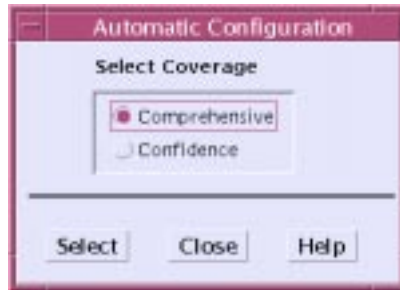 Automatic Configuration
Select Coverage
Comprehensive
Confidence
Select Close Help